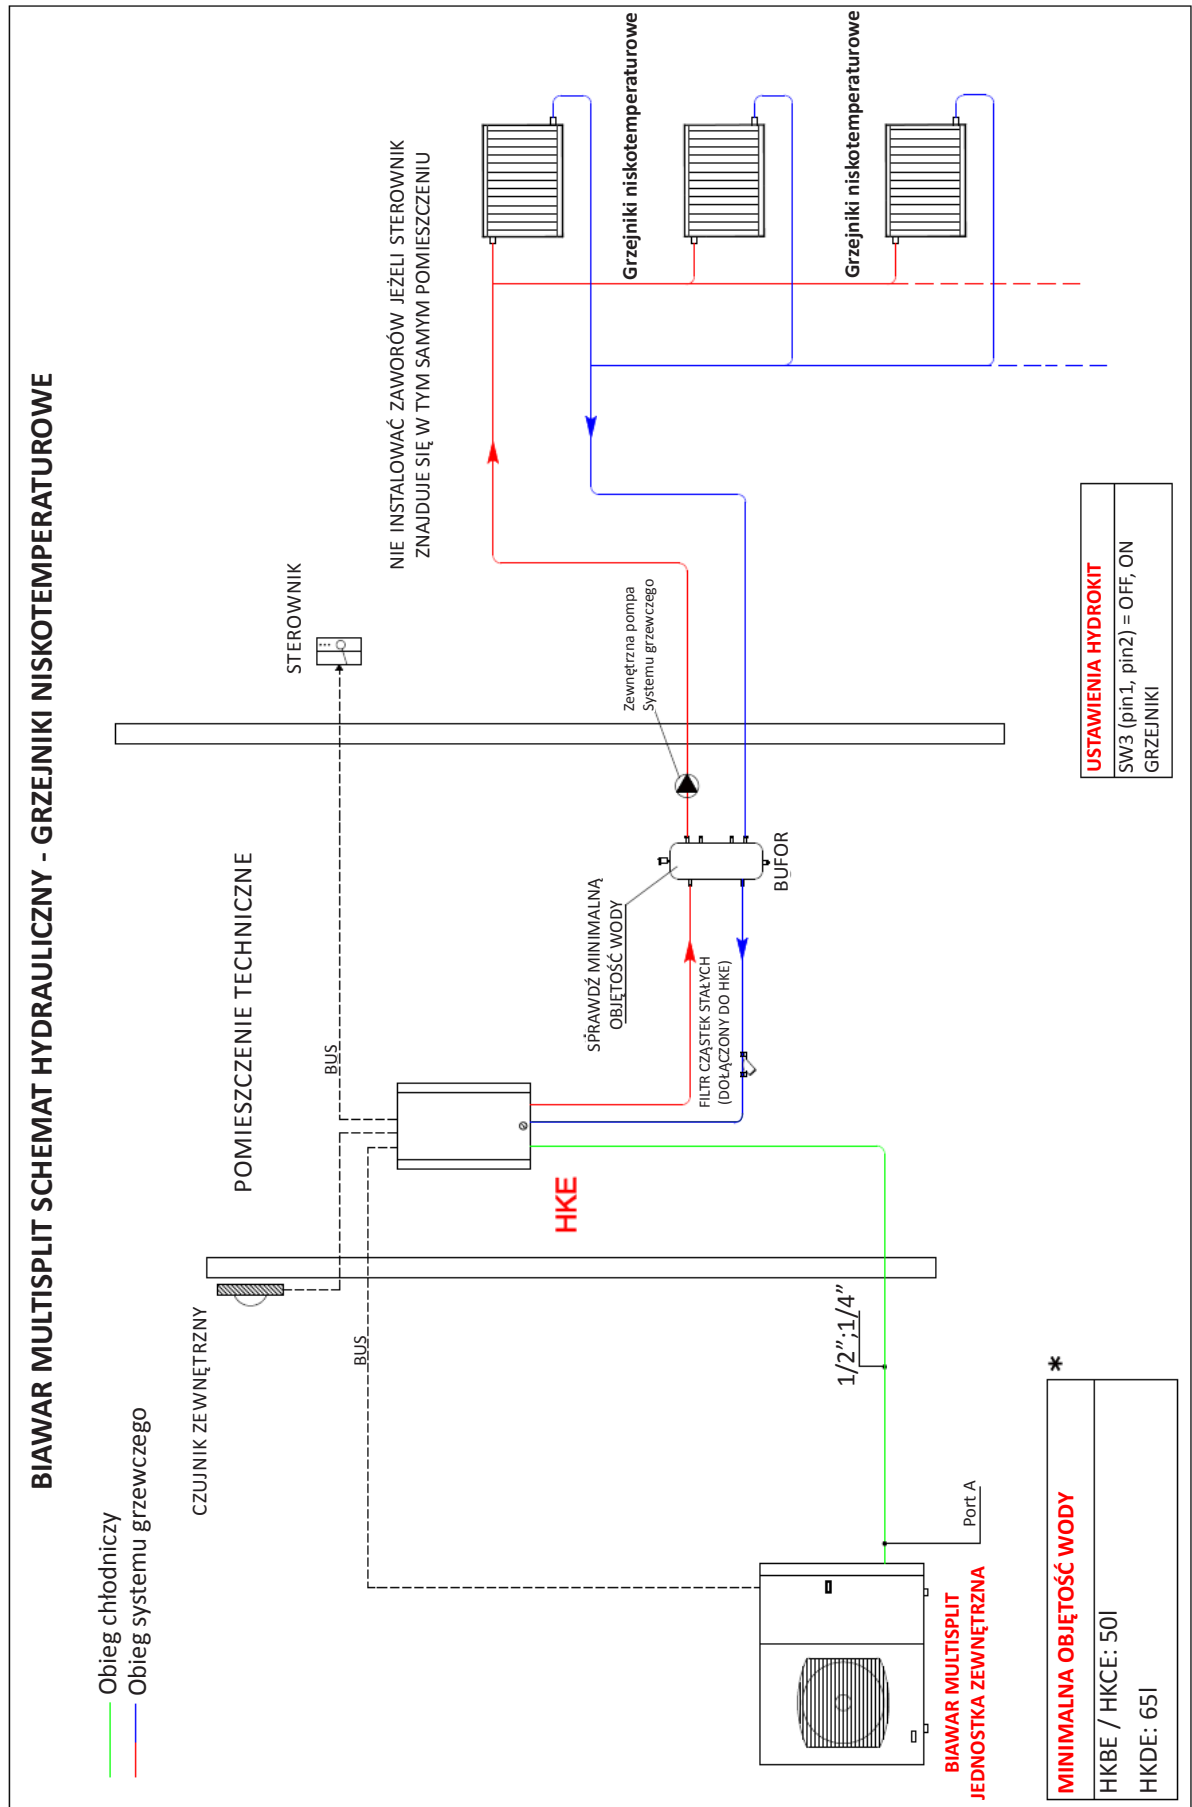 BIAWAR MULTISPLIT SCHEMAT HYDRAULICZNY - GRZEJNIKI NISKOTEMPERATUROWE
Obieg chłodniczy
Obieg systemu grzewczego
CZUJNIK ZEWNĘTRZNY
POMIESZCZENIE TECHNICZNE
STEROWNIK
BUS
BUS
NIE INSTALOWAĆ ZAWORÓW JEŻELI STEROWNIK
ZNAJDUJE SIĘ W TYM SAMYM POMIESZCZENIU
HKE
SPRAWDŹ MINIMALNĄ
OBJĘTOŚĆ WODY
Zewnętrzna pompa
Systemu grzewczego
Grzejniki niskotemperaturowe
FILTR CZĄSTEK STAŁYCH
(DOŁĄCZONY DO HKE)
BUFOR
1/2";1/4"
Grzejniki niskotemperaturowe
Port A
BIAWAR MULTISPLIT
JEDNOSTKA ZEWNĘTRZNA
*
MINIMALNA OBJĘTOŚĆ WODY
HKBE / HKCE: 50l
HKDE: 65l
USTAWIENIA HYDROKIT
SW3 (pin1, pin2) = OFF, ON
GRZEJNIKI